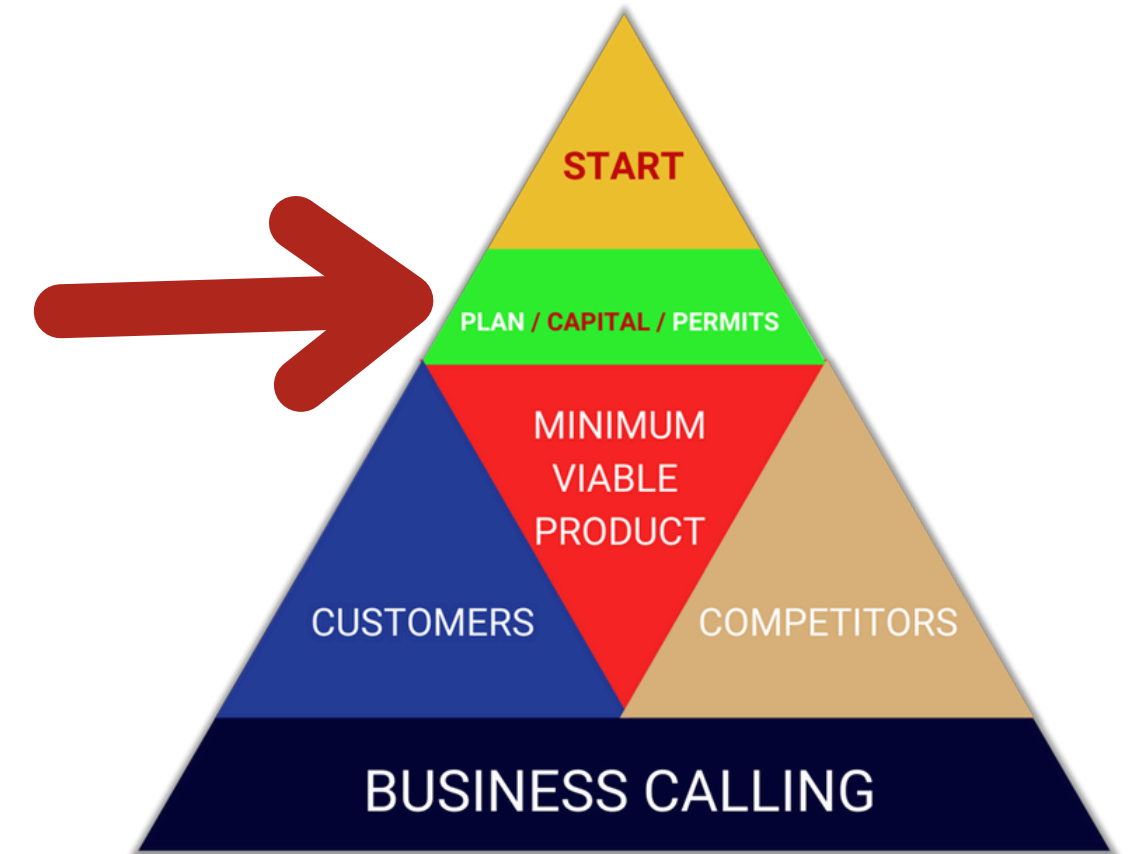 START
PLAN / CAPITAL / PERMITS
MINIMUM
VIABLE
PRODUCT
CUSTOMERS
COMPETITORS
BUSINESS CALLING